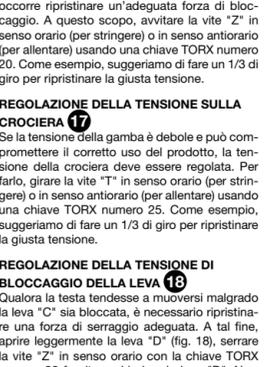 occorre ripristinare un'adeguata forza di bloc-
caggio. A questo scopo, avvitare la vite "Z" in
senso orario (per stringere) o in senso antiorario
(per allentare) usando una chiave TORX numero
20. Come esempio, suggeriamo di fare un 1/3 di
giro per ripristinare la giusta tensione.
REGOLAZIONE DELLA TENSIONE SULLA
CROCIERA 17
Se la tensione della gamba è debole e può com-
promettere il corretto uso del prodotto, la ten-
sione della crociera deve essere regolata. Per
farlo, girare la vite "T" in senso orario (per strin-
gere) o in senso antiorario (per allentare) usando
una chiave TORX numero 25. Come esempio,
suggeriamo di fare un 1/3 di giro per ripristinare
la giusta tensione.
REGOLAZIONE DELLA TENSIONE DI
BLOCCAGGIO DELLA LEVA 18
Qualora la testa tendesse a muoversi malgrado
la leva "C" sia bloccata, è necessario ripristina-
re una forza di serraggio adeguata. A tal fine,
aprire leggermente la leva "D" (fig. 18), serrare
la vite "Z" in senso orario con la chiave TORX